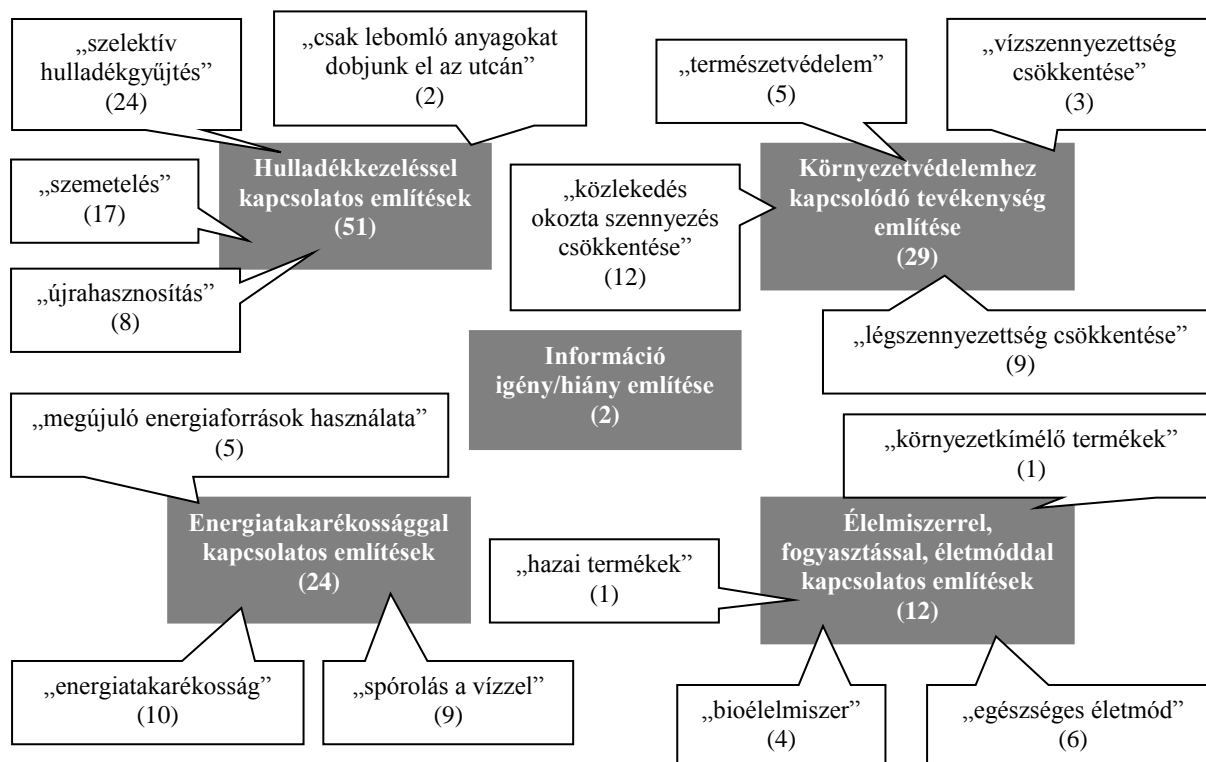 „szelektív
hulladékgyűjtés”
(24)
„csak lebomló anyagokat
dobjunk el az utcán”
(2)
„szemetelés”
(17)
„újrahasznosítás”
(8)
Hulladékkezeléssel
kapcsolatos említések
(51)
„természetvédelem”
(5)
„vízszennyezettség
csökkentése”
(3)
„közlekedés
okozta szennyezés
csökkentése”
(12)
Környezetvédelemhez
kapcsolódó tevékenység
említése
(29)
„légszennyezettség csökkentése”
(9)
Információ
igény/hiány említése
(2)
„megújuló energiaforrások használata”
(5)
Energiatakarékossággal
kapcsolatos említések
(24)
„energiatakarékosság”
(10)
„spórolás a vízzel”
(9)
„környezetkímélő termékek”
(1)
„hazai termékek”
(1)
Élelmiszerrel,
fogyasztással, életmóddal
kapcsolatos említések
(12)
„bioélelmiszer”
(4)
„egészséges életmód”
(6)